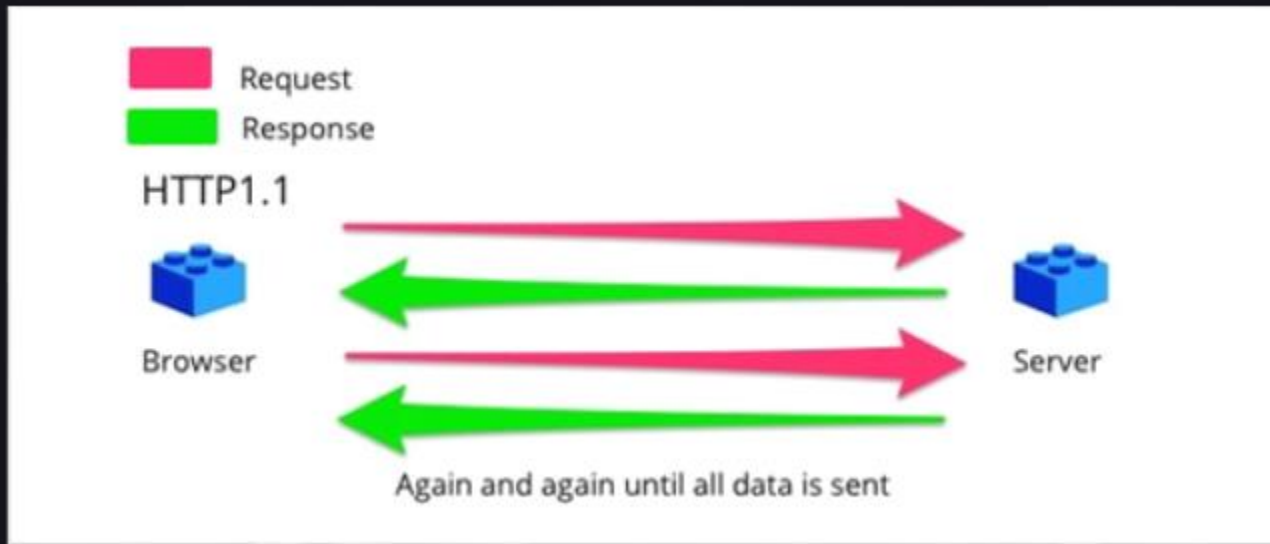 Request
Response
HTTP1.1
Browser
Server
Again and again until all data is sent